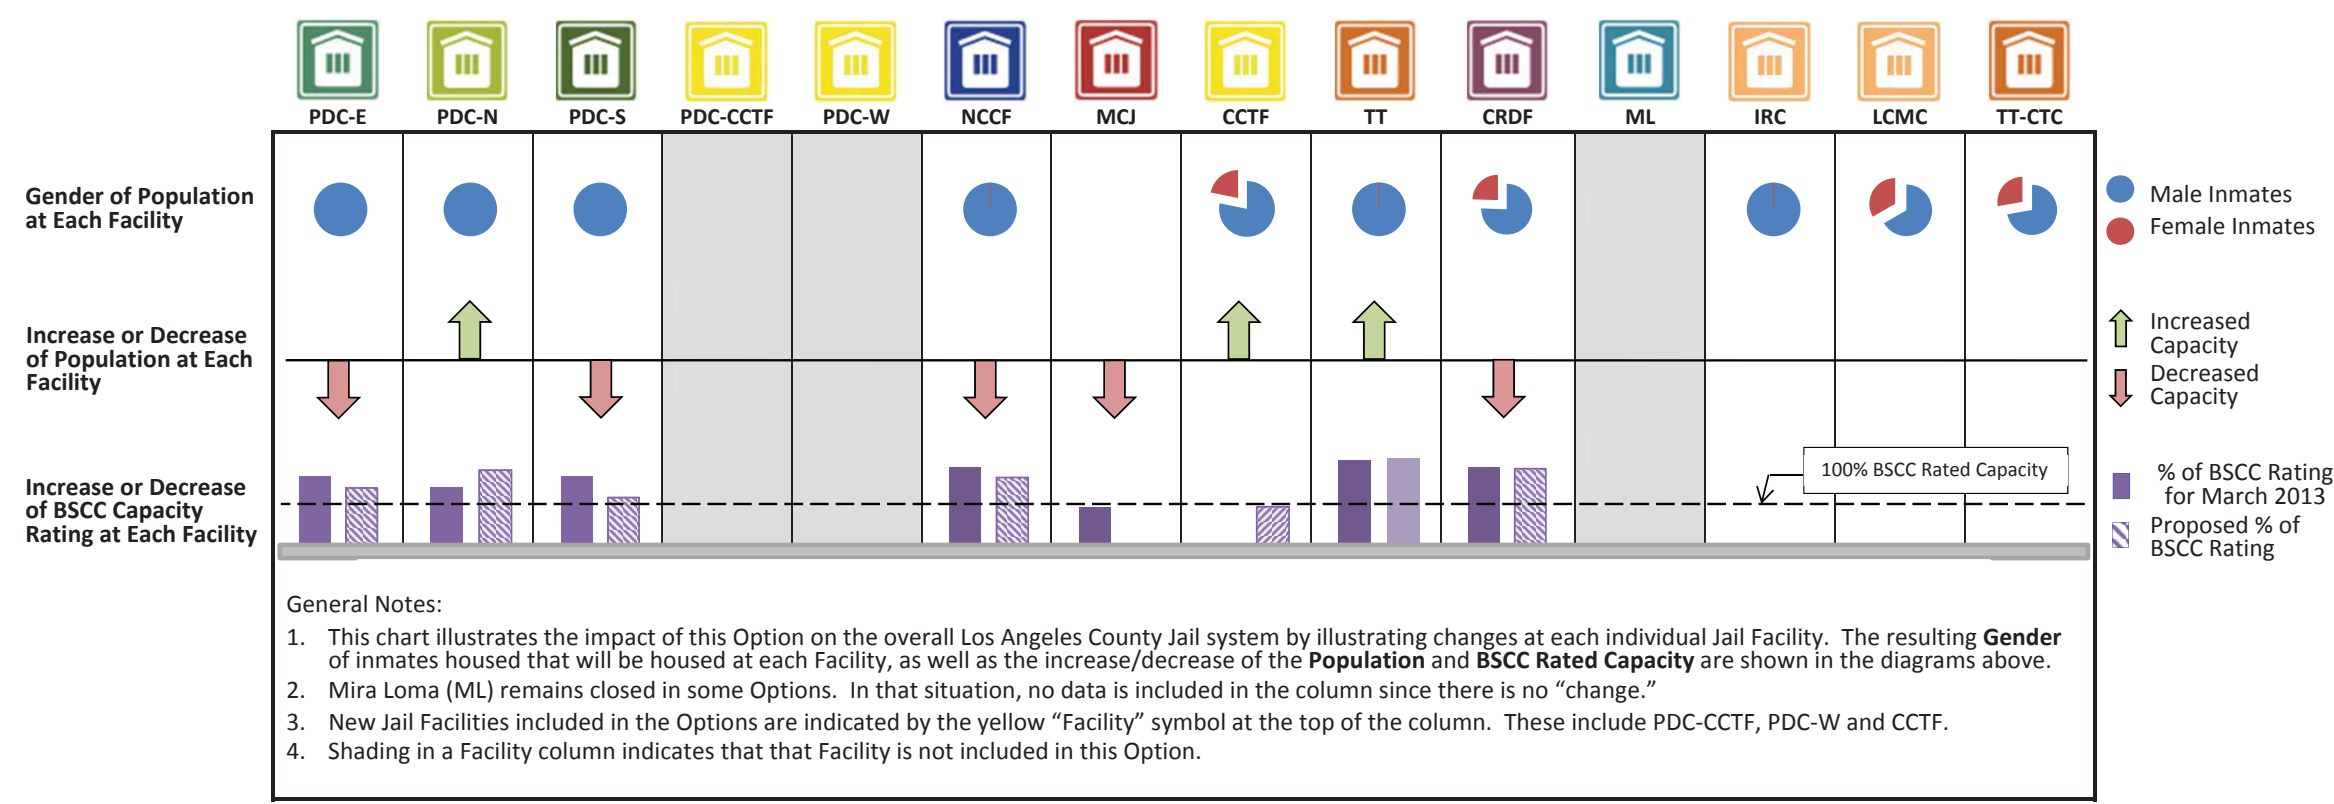 PDC-E PDC-N PDC-S PDC-CCTF PDC-W NCCF MCJ CCTF TT CRDF ML IRC LCMC TT-CTC
Gender of Population
at Each Facility
Male Inmates
Female Inmates
Increase or Decrease
of Population at Each
Facility
Increased
Capacity
Decreased
Capacity
Increase or Decrease
of BSCC Capacity
Rating at Each Facility
100% BSCC Rated Capacity
% of BSCC Rating
for March 2013
Proposed % of
BSCC Rating
General Notes:
1. This chart illustrates the impact of this Option on the overall Los Angeles County Jail system by illustrating changes at each individual Jail Facility. The resulting Gender
of inmates housed that will be housed at each Facility, as well as the increase/decrease of the Population and BSCC Rated Capacity are shown in the diagrams above.
2. Mira Loma (ML) remains closed in some Options. In that situation, no data is included in the column since there is no “change.”
3. New Jail Facilities included in the Options are indicated by the yellow “Facility” symbol at the top of the column. These include PDC-CCTF, PDC-W and CCTF.
4. Shading in a Facility column indicates that that Facility is not included in this Option.